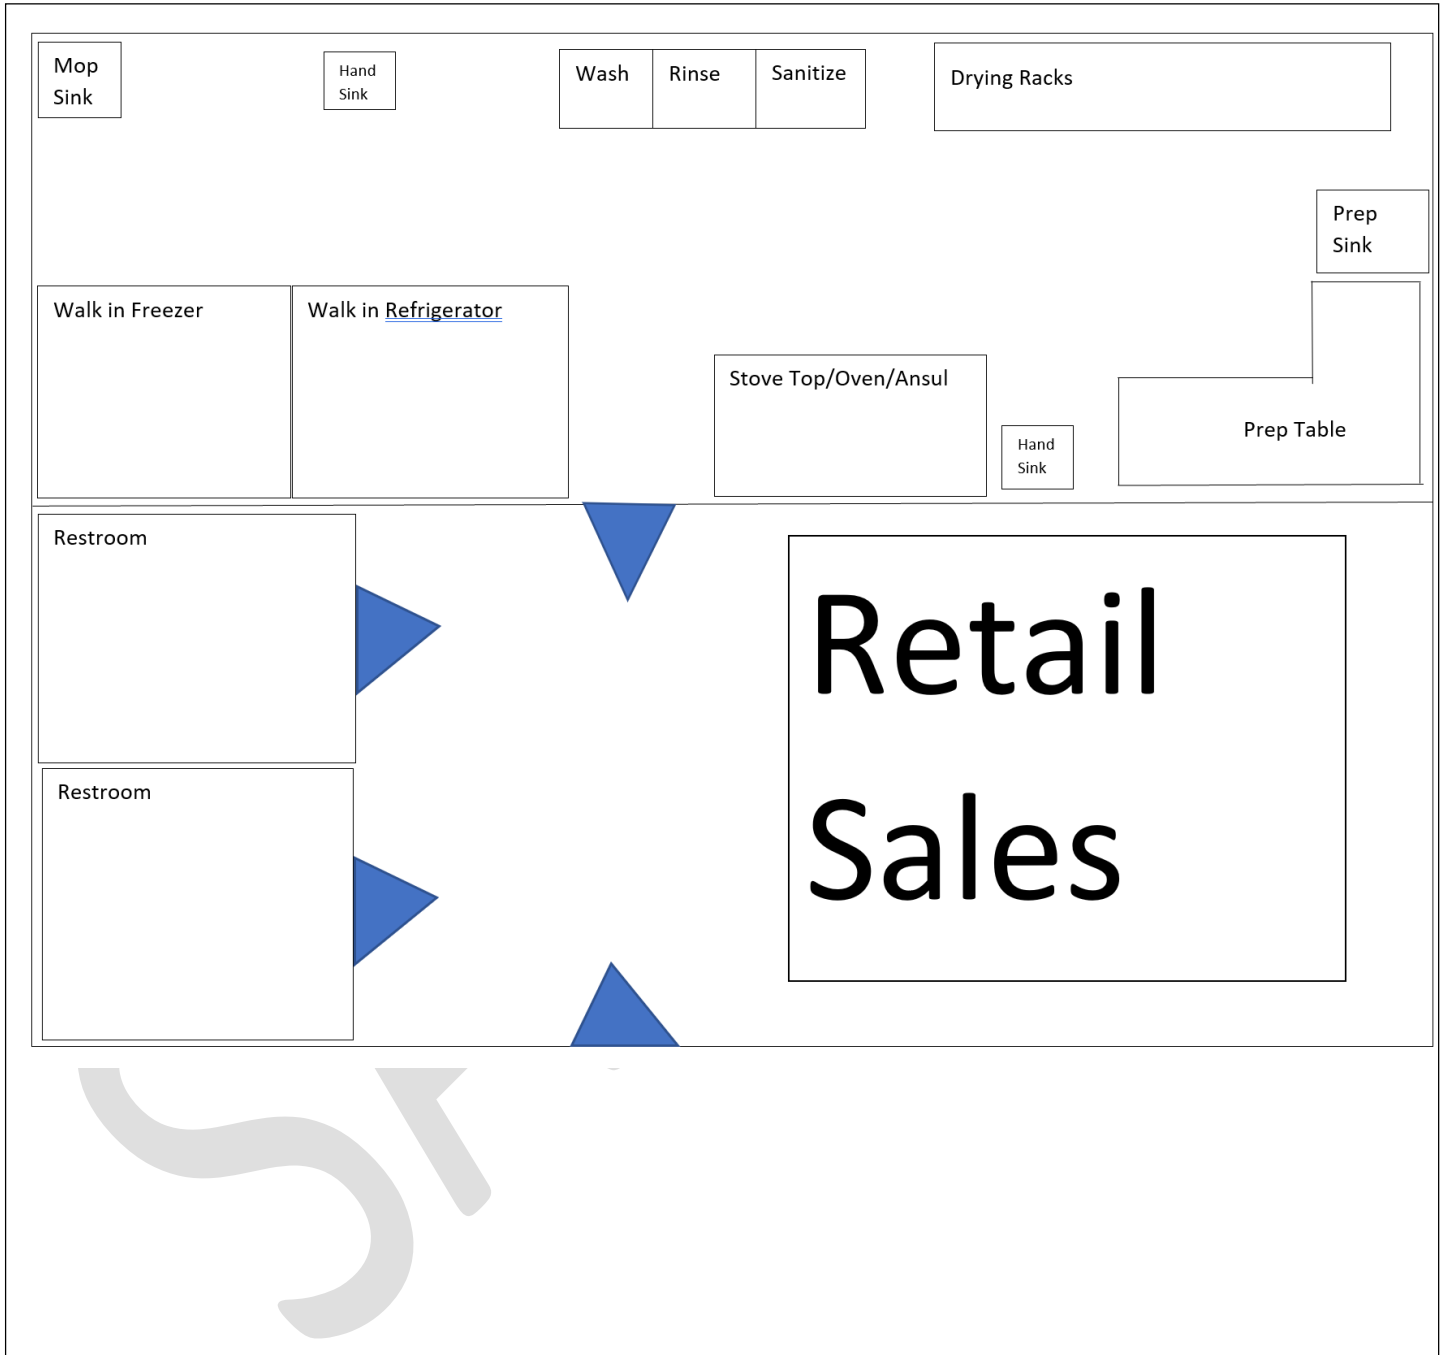 Mop
Sink
Hand
Sink
Wash
Rinse
Sanitize
Drying Racks
Prep
Sink
Walk in Freezer
Walk in Refrigerator
Stove Top/Oven/Ansul
Hand
Sink
Prep Table
Restroom
Retail
Sales
Restroom